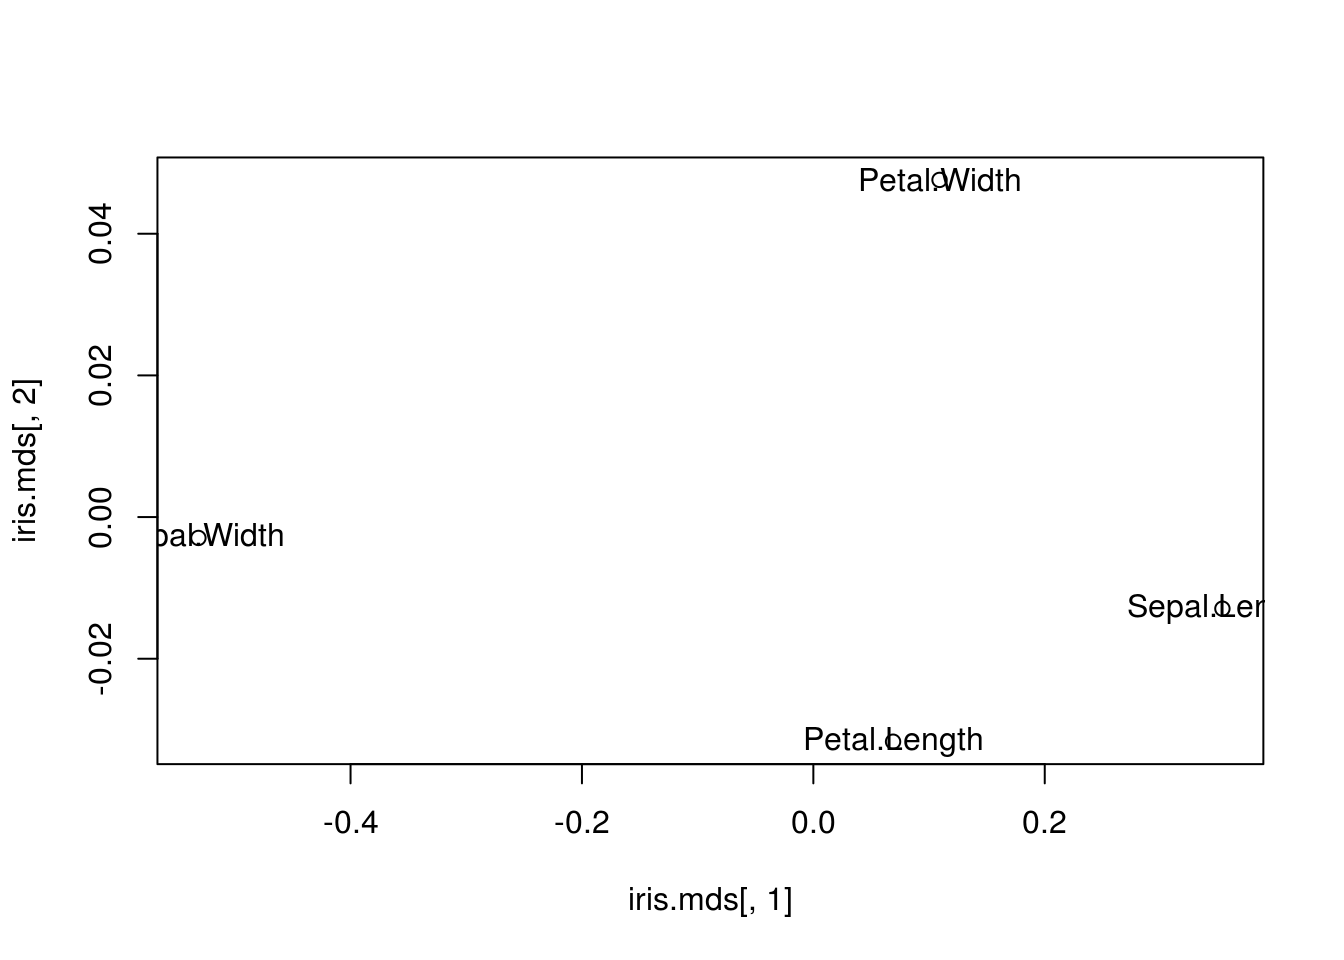 Petal.Width
0.04
0.02
iris.mds[, 2]
0.00
pal.Width
Sepal.Ler
-0.02
Petal.Length
-0.4 -0.2 0.0 0.2
iris.mds[, 1]